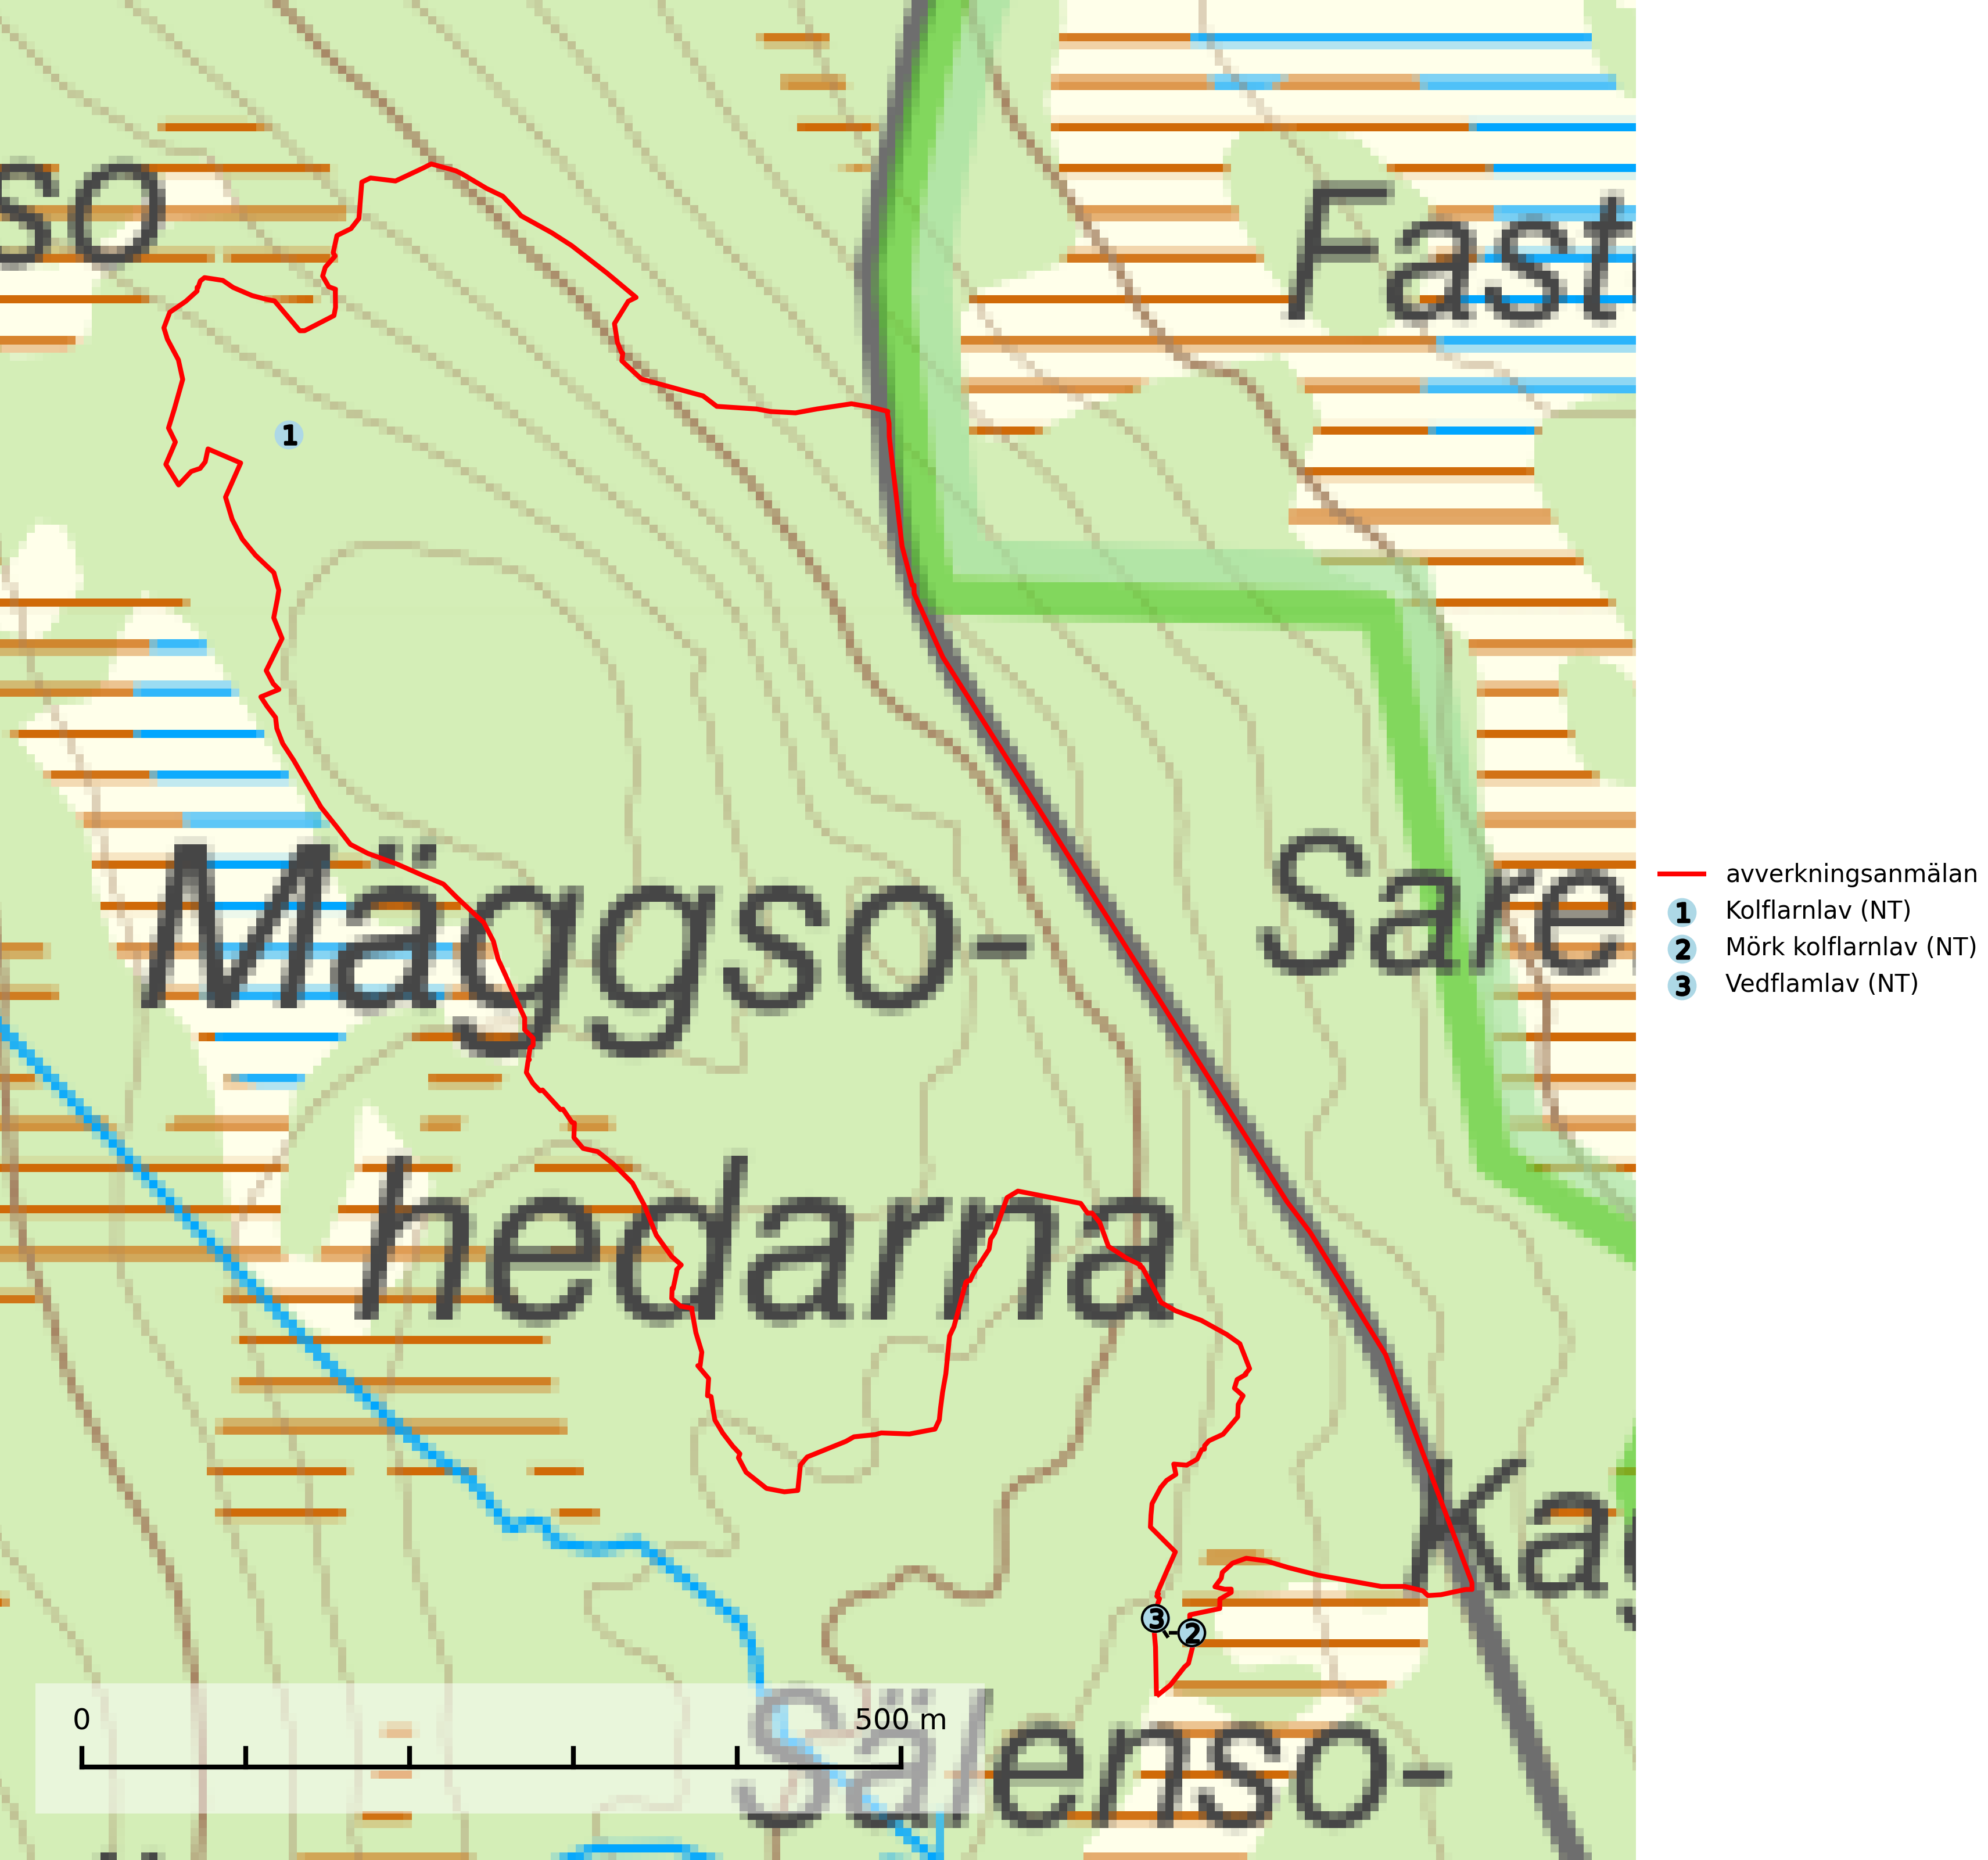 so
Fast
1
Mäggso-
Sare
hedarna
3
2
Ka
Sälenso-
0 500 m
avverkningsanmälan
1 Kolflarnlav (NT)
2 Mörk kolflarnlav (NT)
3 Vedflamlav (NT)